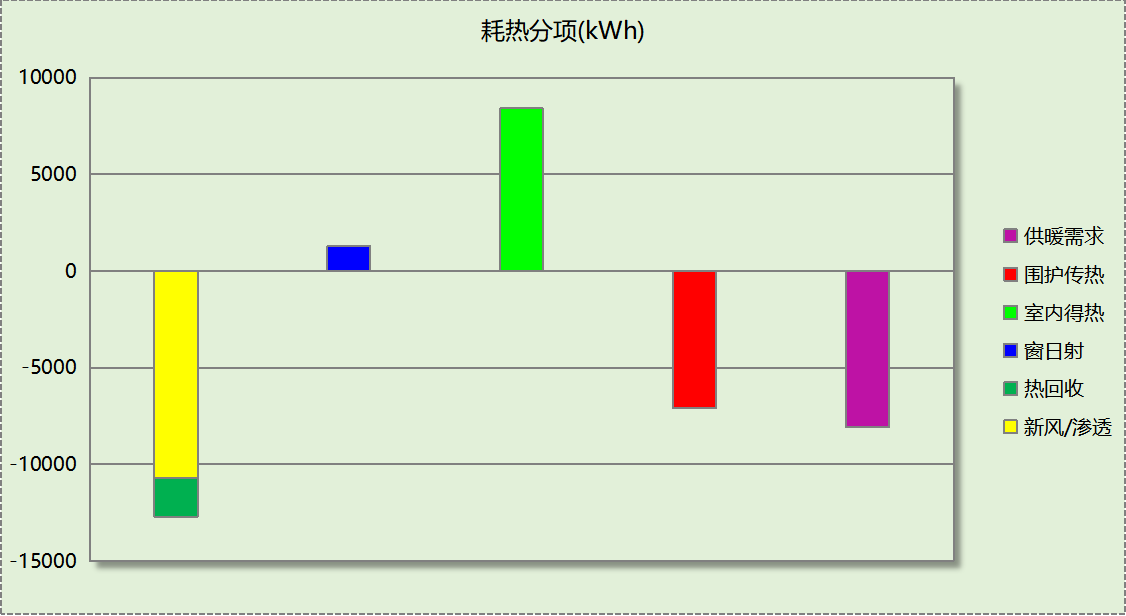 耗热分项(kWh)
10000
5000
0
-5000
-10000
-15000
供暖需求
围护传热
室内得热
窗日射
热回收
新风/渗透